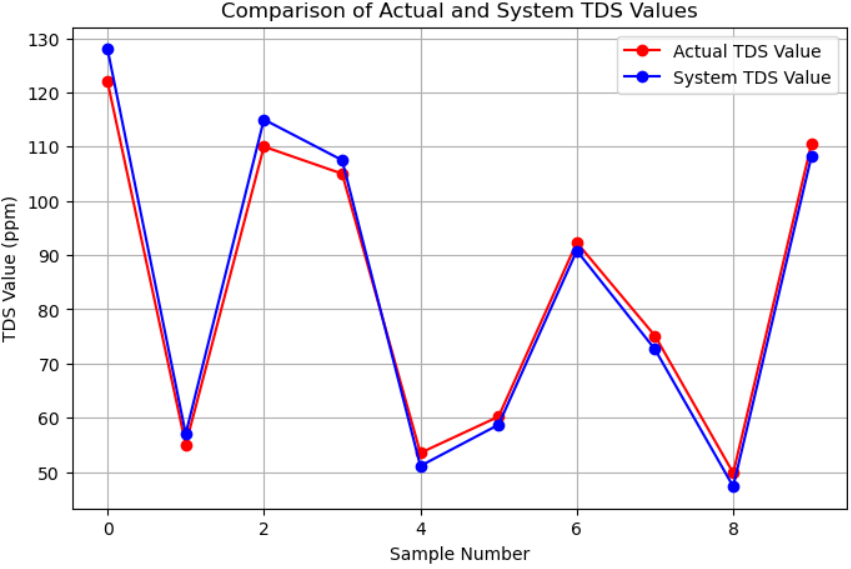 Comparison of Actual and System TDS Values
Actual TDS Value
System TDS Value
TDS Value (ppm)
130
120
110
100
90
80
70
60
50
0 2 4 6 8
Sample Number